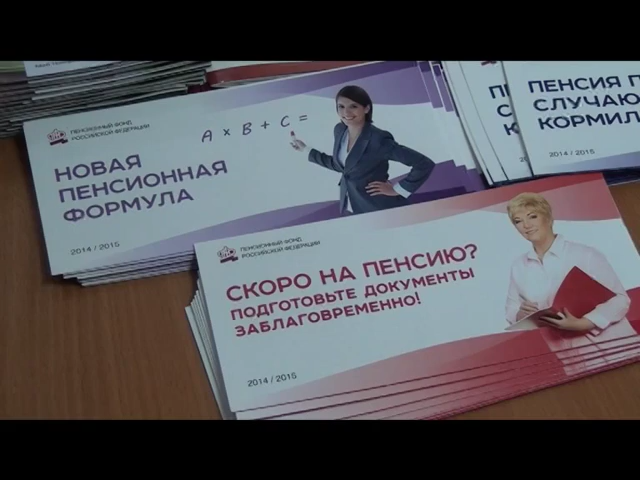 ПЕНСИОННЫЙ ФОНД
РОССИЙСКОЙ ФЕДЕРАЦИИ
A × B + C =
НОВАЯ
ПЕНСИОННАЯ
ФОРМУЛА
2014 / 2015
ПЕНСИОННЫЙ ФОНД
РОССИЙСКОЙ ФЕДЕРАЦИИ
СКОРО НА ПЕНСИЮ?
ПОДГОТОВЬТЕ ДОКУМЕНТЫ
ЗАБЛАГОВРЕМЕННО!
2014 / 2015
ПЕНСИЯ П
СЛУЧАЮ
КОРМИЛ
2014 / 2015